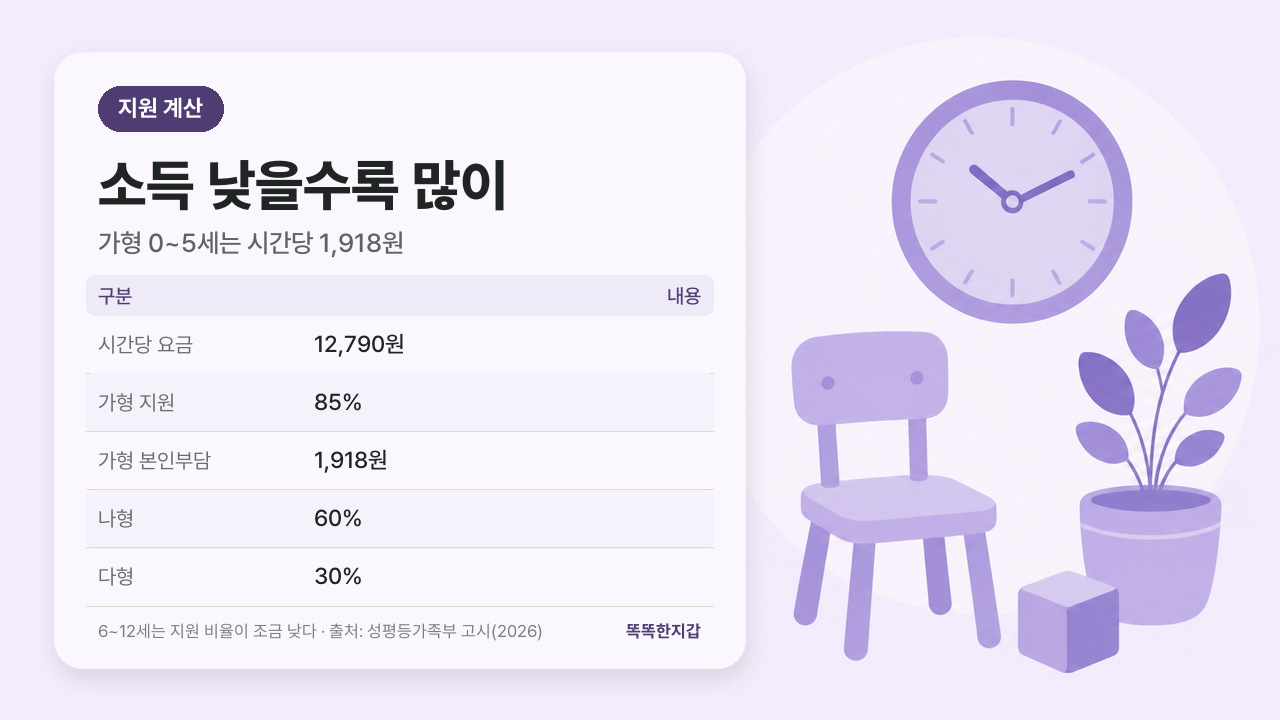 지원 계산
소득 낮을수록 많이
가형 0~5세는 시간당 1,918원
구분 내용
시간당 요금 12,790원
가형 지원 85%
가형 본인부담 1,918원
나형 60%
다형 30%
6~12세는 지원 비율이 조금 낮다 · 출처: 성평등가족부 고시(2026) 똑똑한지갑